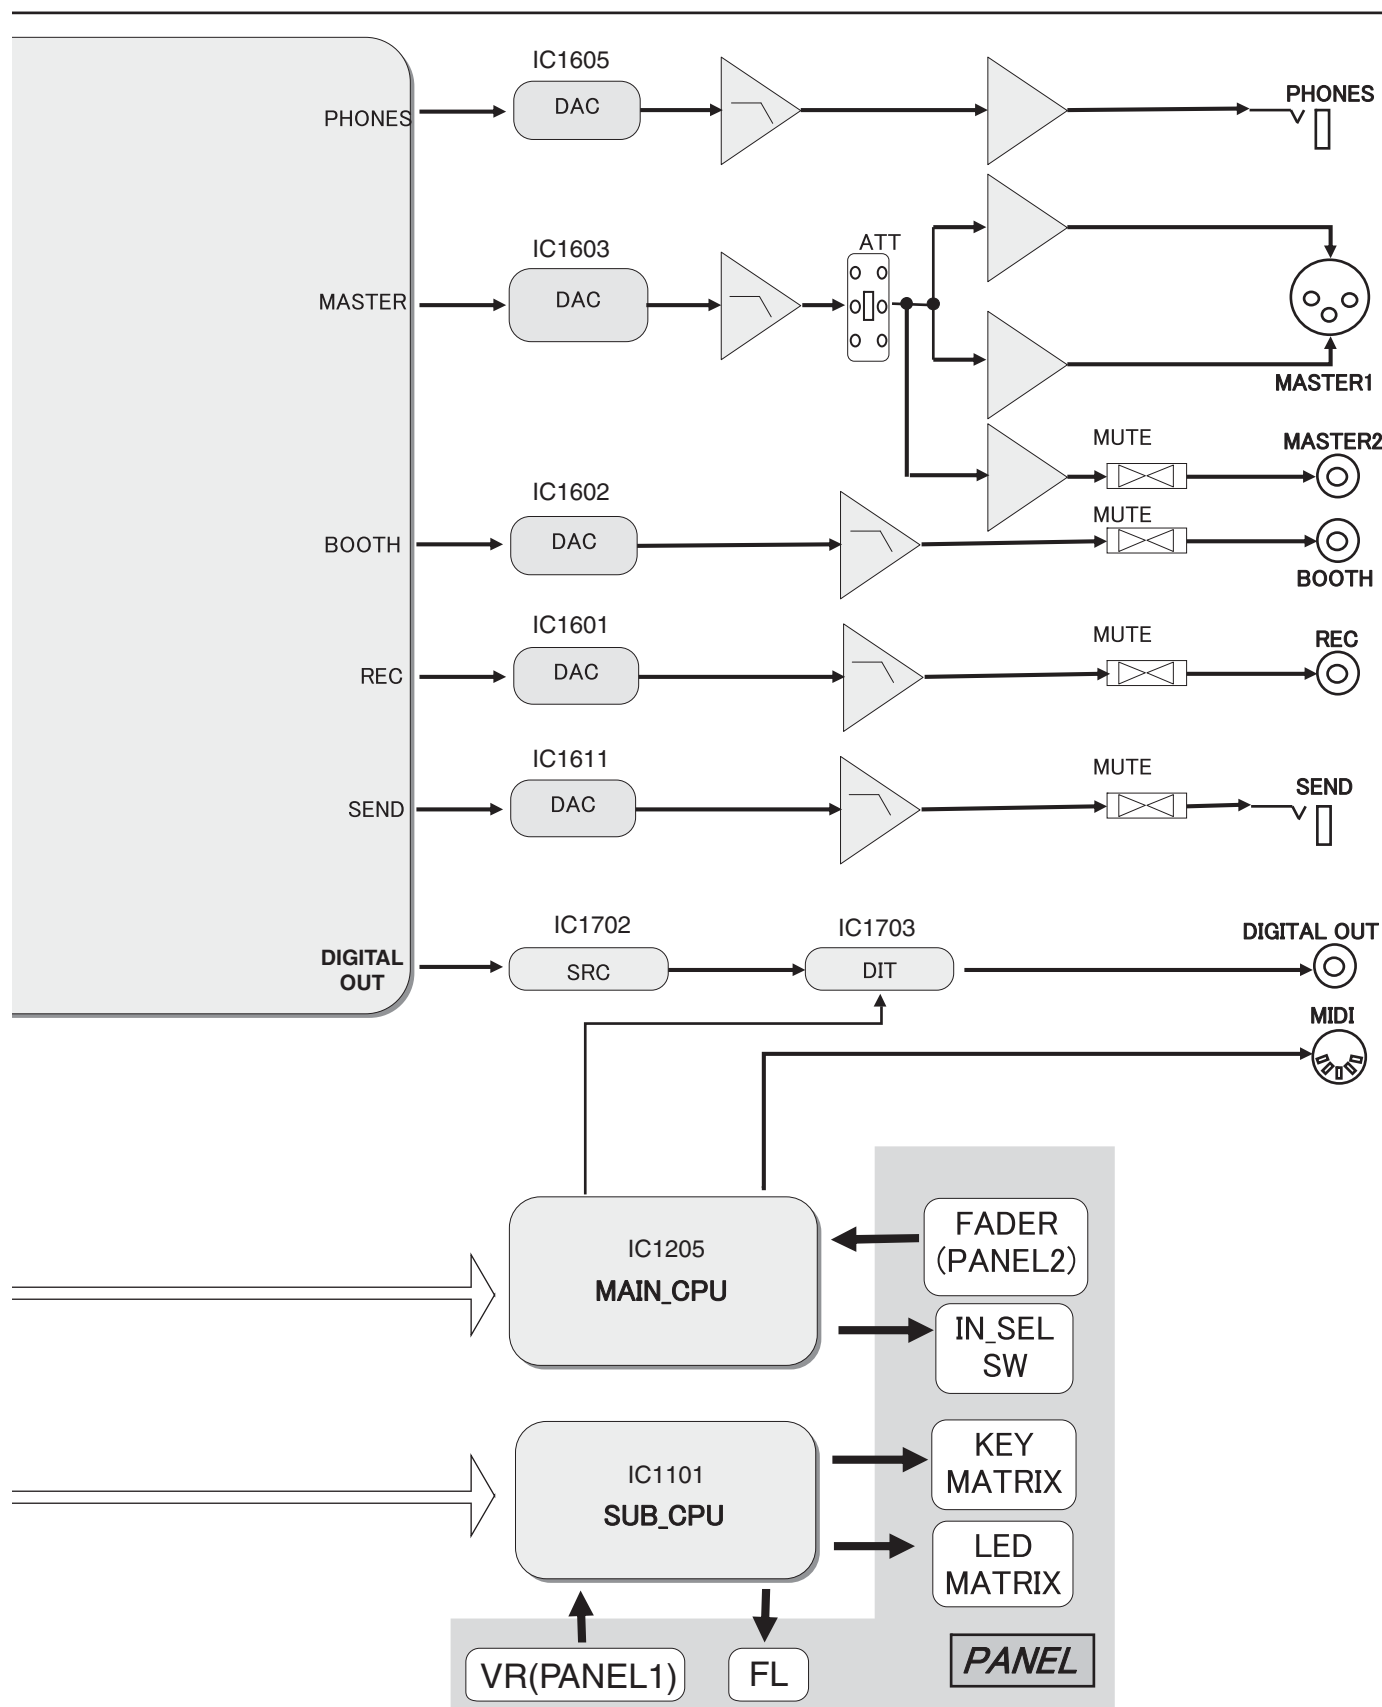 IC1605
PHONES
DAC
PHONES
IC1603
ATT
MASTER
DAC
MASTER1
MUTE
MASTER2
IC1602
MUTE
BOOTH
DAC
BOOTH
IC1601
MUTE
REC
REC
DAC
IC1611
MUTE
SEND
SEND
DAC
IC1702
IC1703
DIGITAL OUT
DIGITAL
OUT
SRC
DIT
MIDI
IC1205
MAIN_CPU
FADER
(PANEL2)
IN_SEL
SW
IC1101
SUB_CPU
KEY
MATRIX
LED
MATRIX
VR(PANEL1)
FL
PANEL